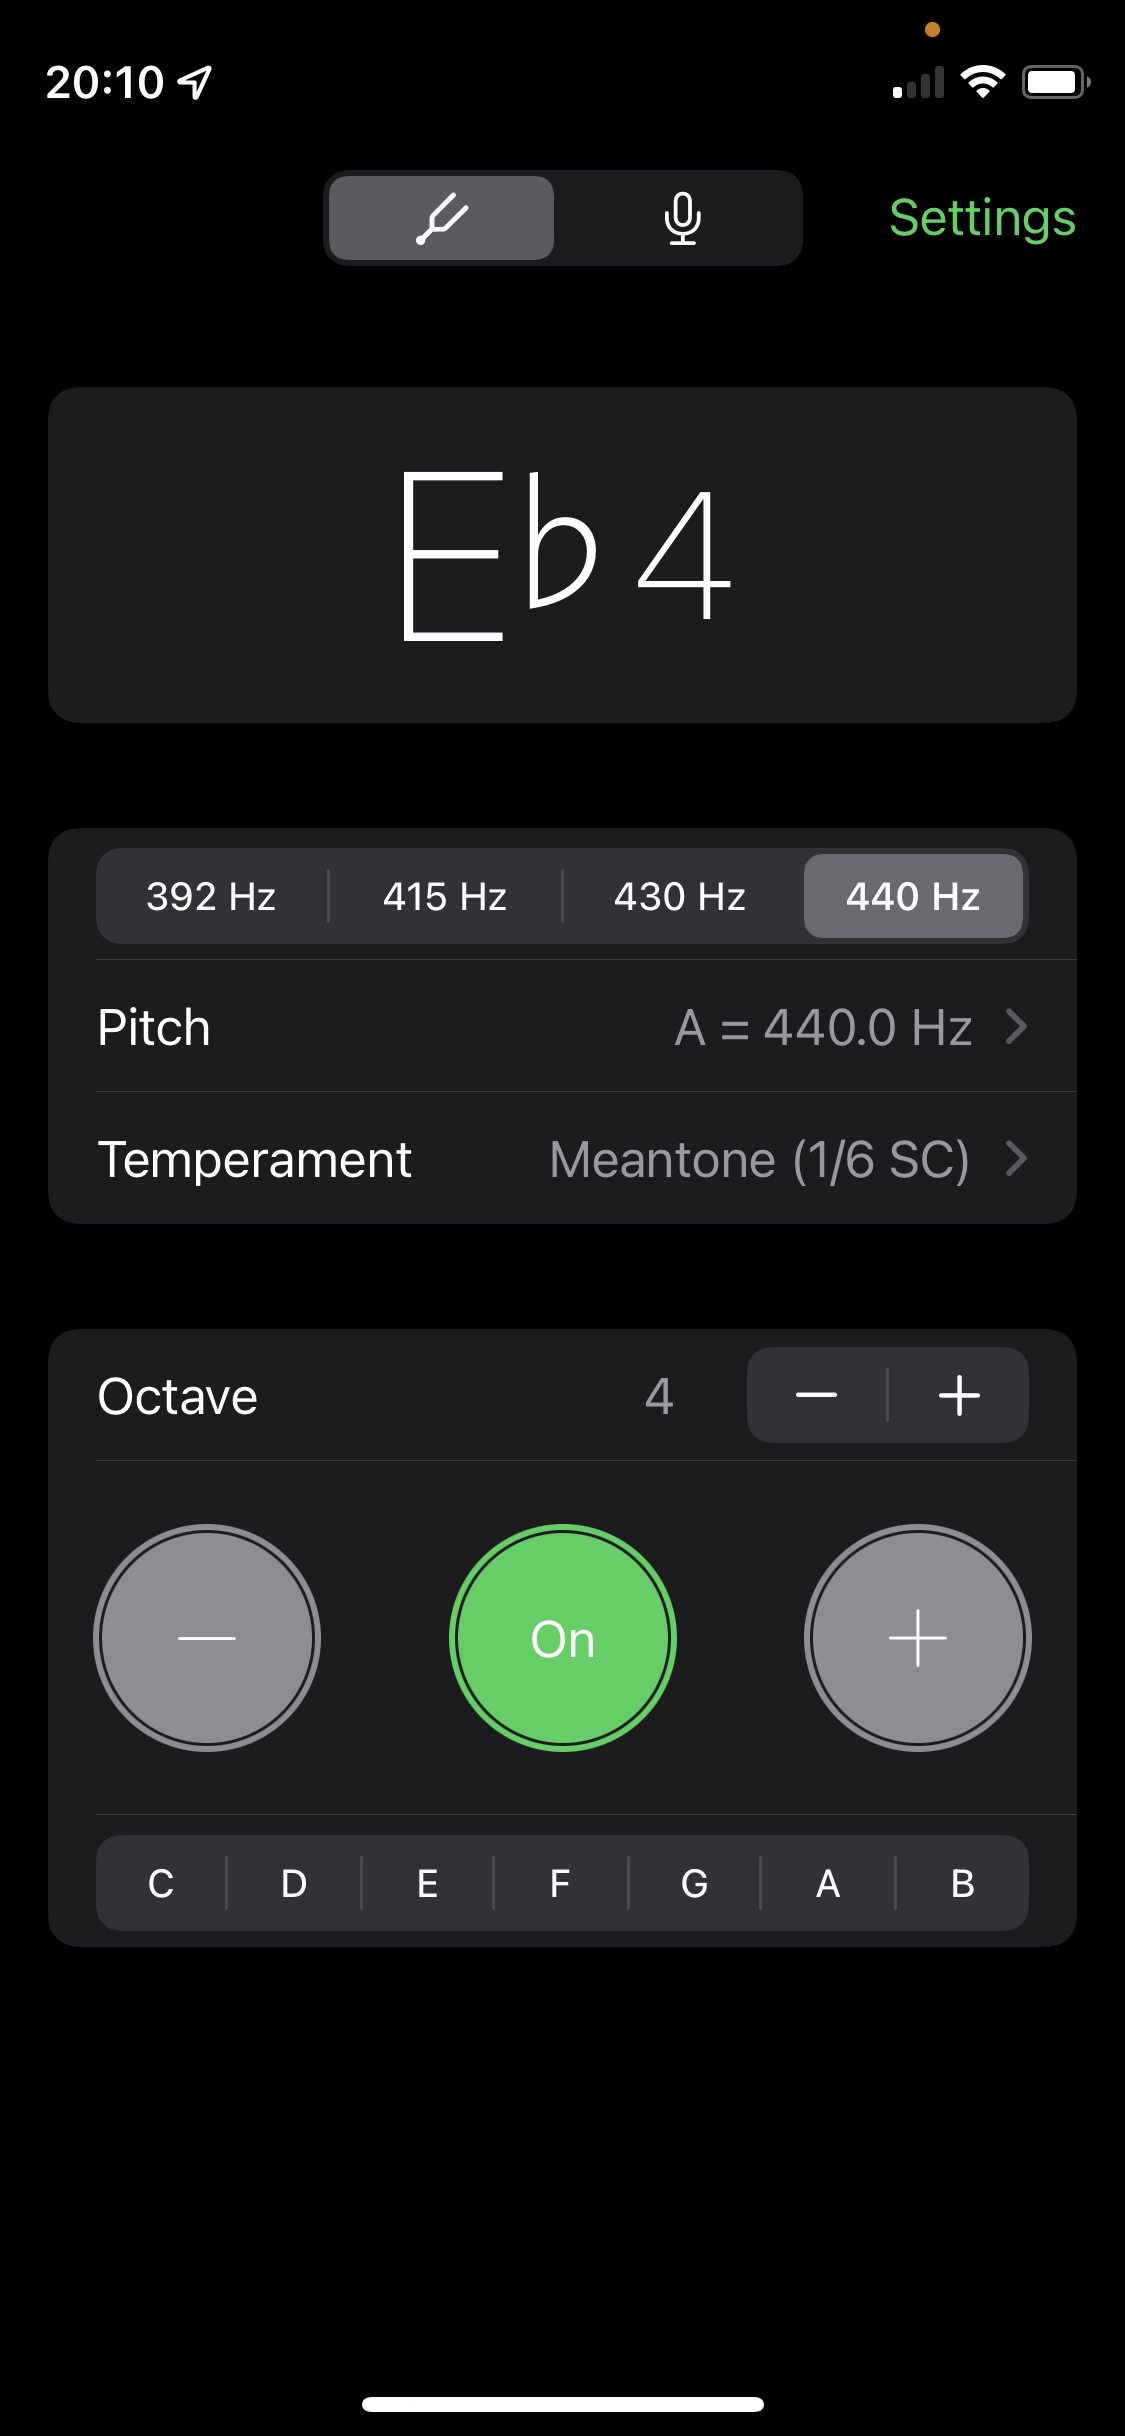 20:10
Settings
E♭4
392 Hz 415 Hz 430 Hz 440 Hz
Pitch A = 440.0 Hz
Temperament Meantone (1/6 SC)
Octave 4 − +
− On +
C D E F G A B